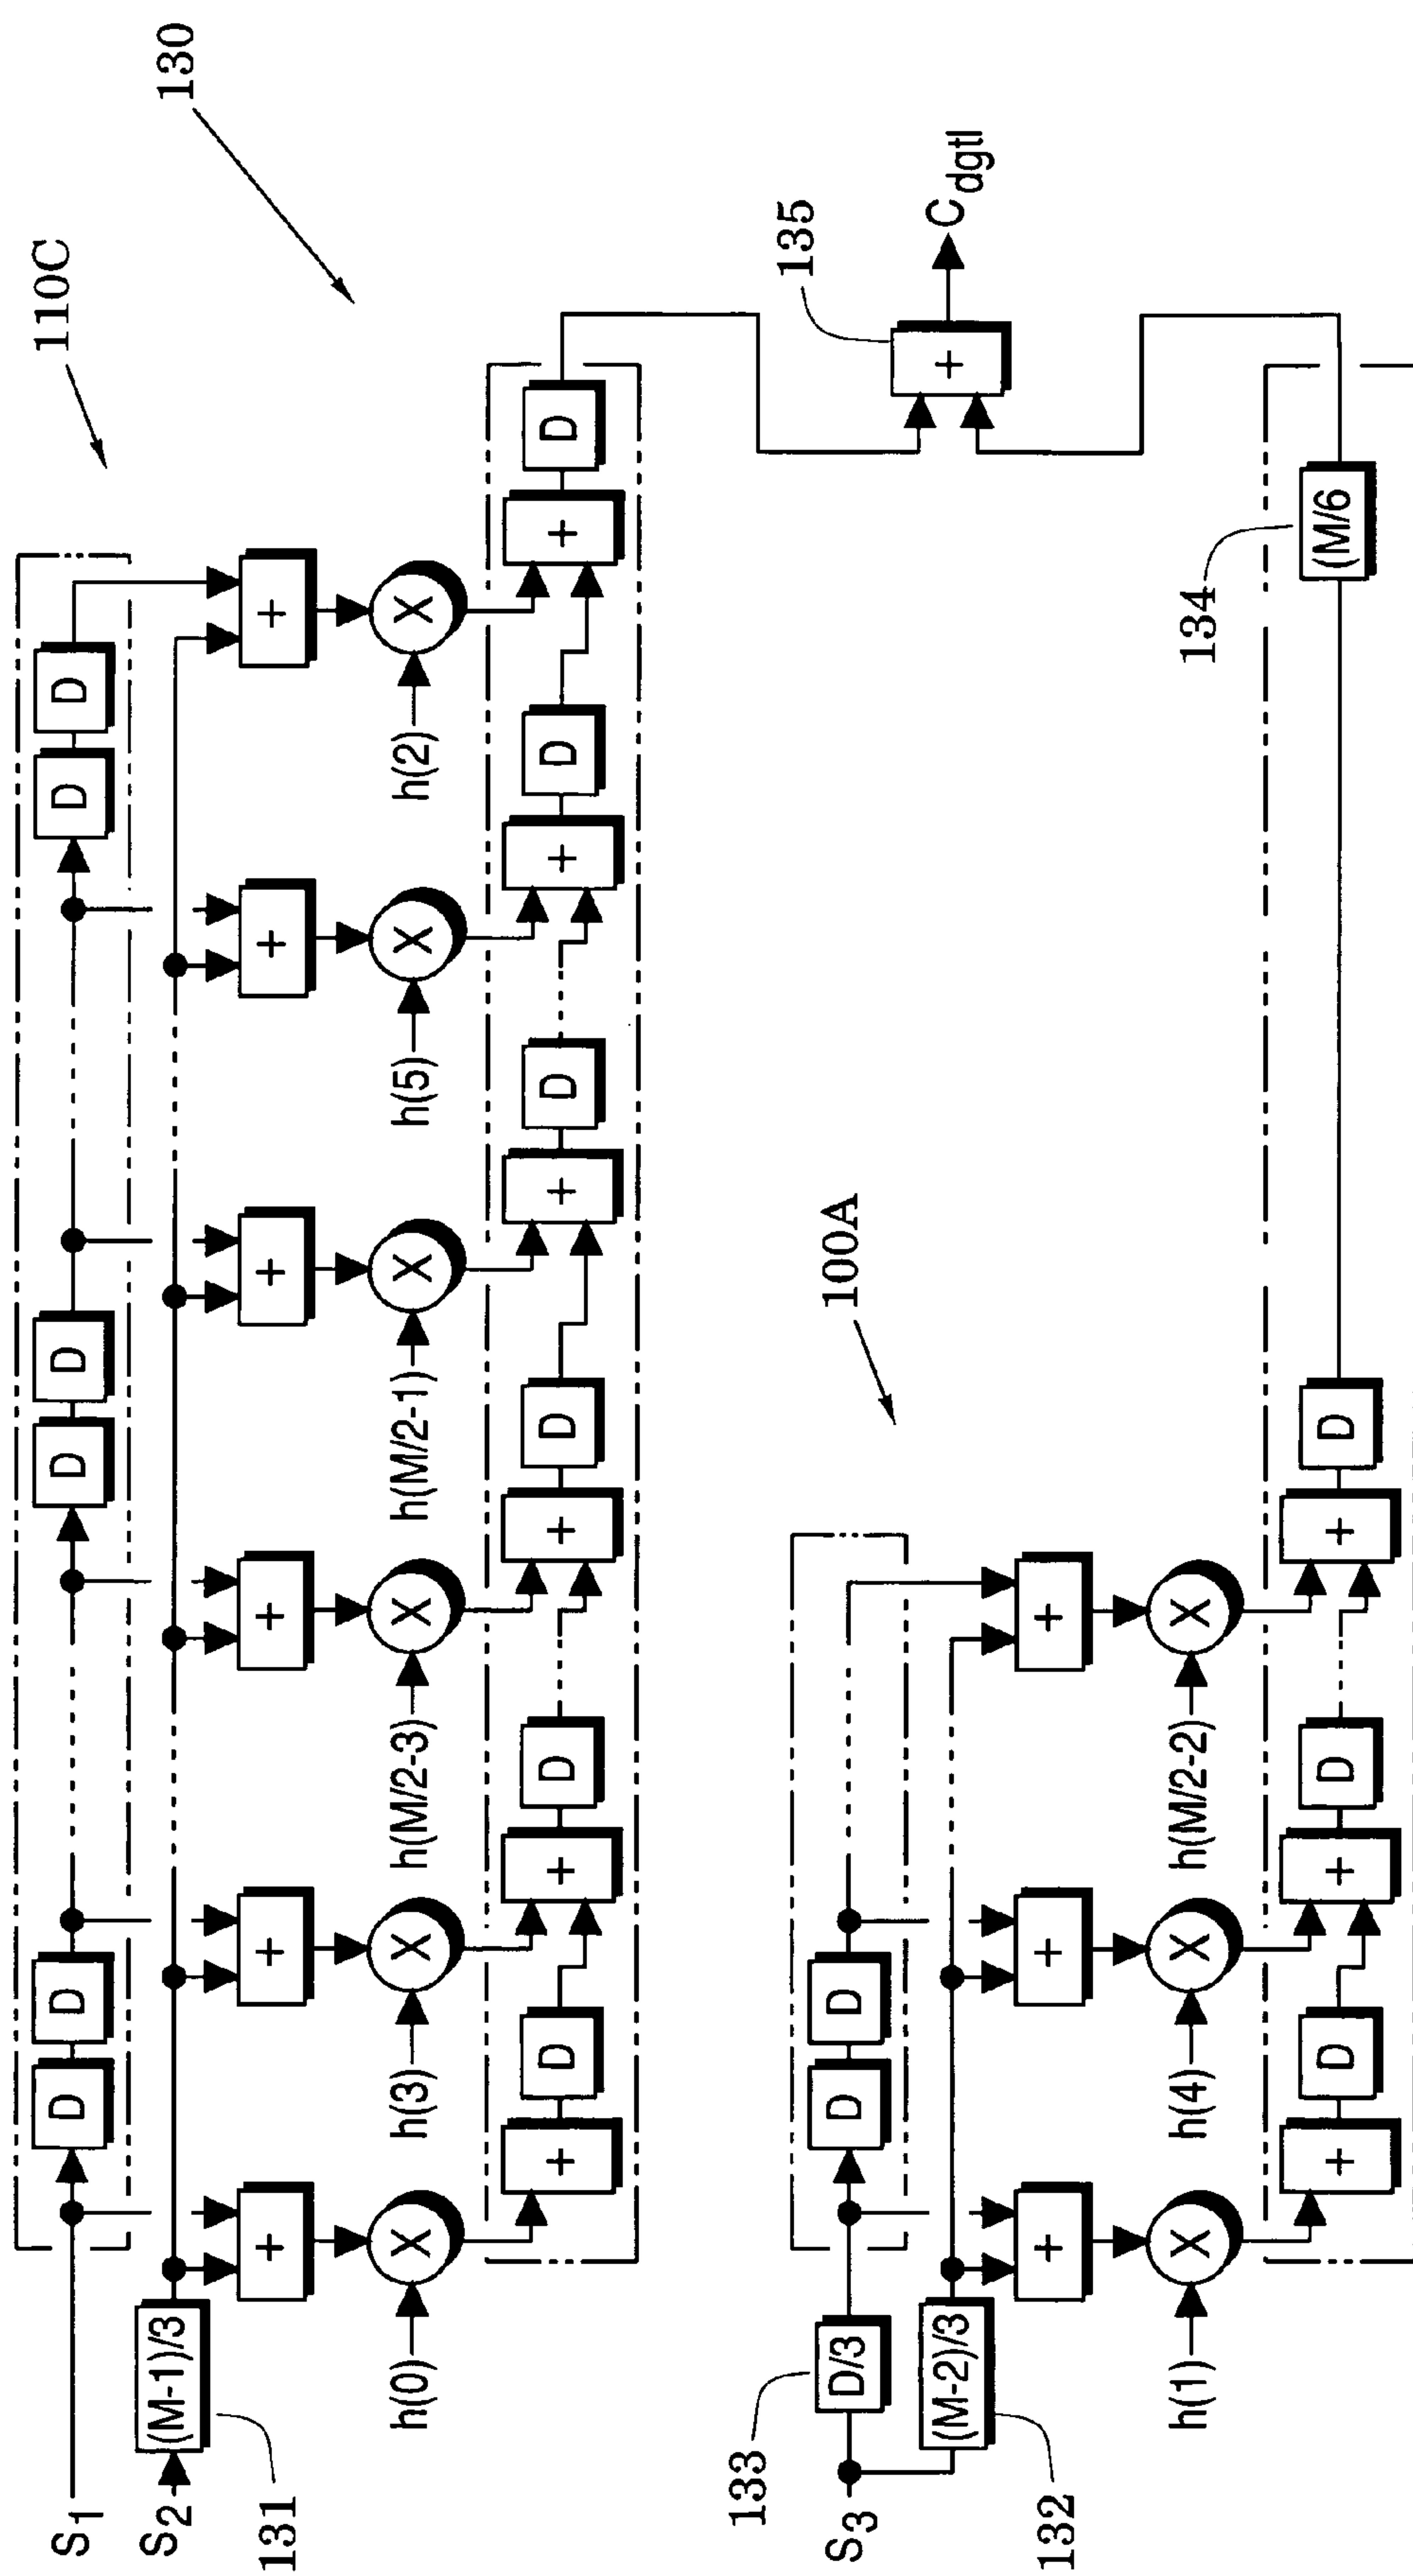 110C
130
S1 D D D D D D
S2 (M-1)/3
131
+ + + + + +
X X X X X X
h(0) h(3) h(M/2-3) h(M/2-1) h(5) h(2)
+ D + D + D + D + D + D
135
+ Cdgtl
133
100A
S3 D/3 D D
(M-2)/3
132
+ + +
X X X
h(1) h(4) h(M/2-2)
134
+ D + D + D (M/6